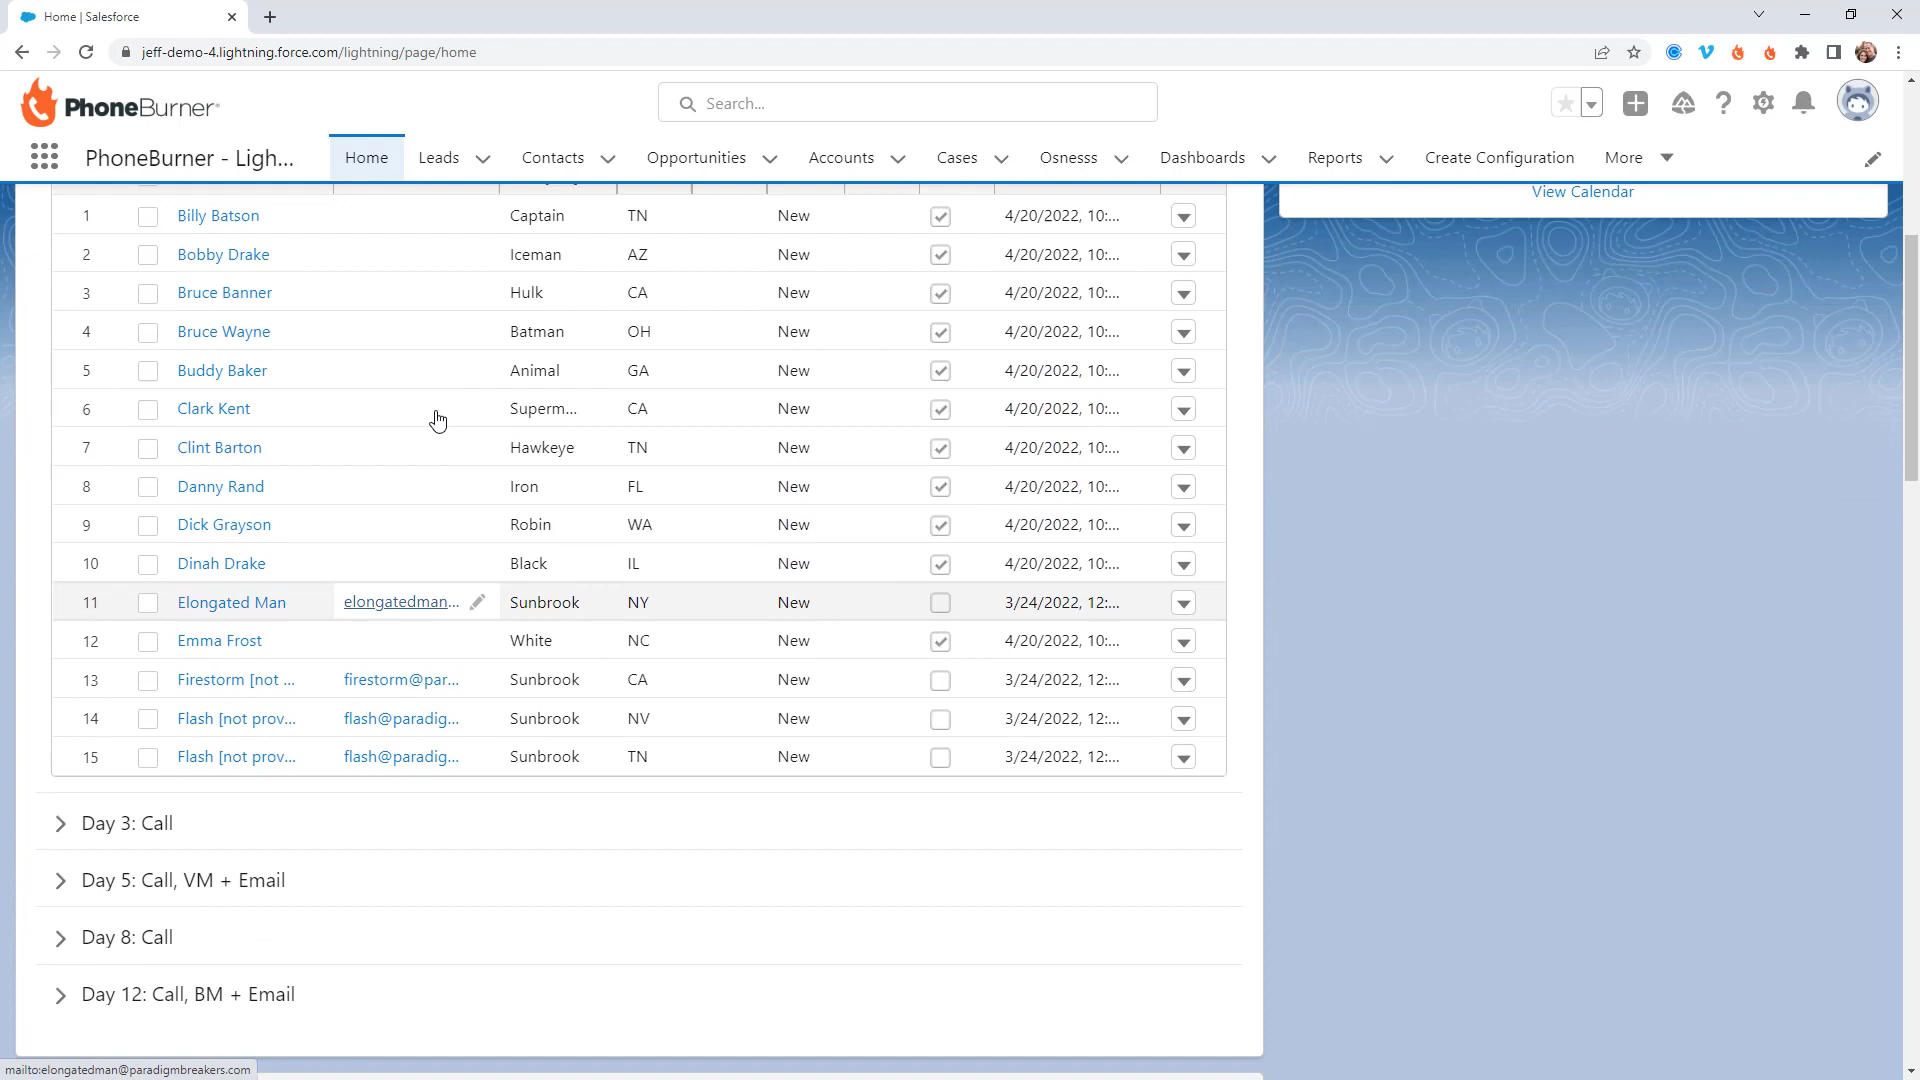 Home | Salesforce
jeff-demo-4.lightning.force.com/lightning/page/home
PhoneBurner
Search...
PhoneBurner - Ligh... Home Leads Contacts Opportunities Accounts Cases Osnesss Dashboards Reports Create Configuration More
View Calendar
1 Billy Batson Captain TN New 4/20/2022, 10:...
2 Bobby Drake Iceman AZ New 4/20/2022, 10:...
3 Bruce Banner Hulk CA New 4/20/2022, 10:...
4 Bruce Wayne Batman OH New 4/20/2022, 10:...
5 Buddy Baker Animal GA New 4/20/2022, 10:...
6 Clark Kent Superm... CA New 4/20/2022, 10:...
7 Clint Barton Hawkeye TN New 4/20/2022, 10:...
8 Danny Rand Iron FL New 4/20/2022, 10:...
9 Dick Grayson Robin WA New 4/20/2022, 10:...
10 Dinah Drake Black IL New 4/20/2022, 10:...
11 Elongated Man elongatedman... Sunbrook NY New 3/24/2022, 12:...
12 Emma Frost White NC New 4/20/2022, 10:...
13 Firestorm [not ... firestorm@par... Sunbrook CA New 3/24/2022, 12:...
14 Flash [not prov... flash@paradig... Sunbrook NV New 3/24/2022, 12:...
15 Flash [not prov... flash@paradig... Sunbrook TN New 3/24/2022, 12:...
Day 3: Call
Day 5: Call, VM + Email
Day 8: Call
Day 12: Call, BM + Email
mailto:elongatedman@paradigmbreakers.com